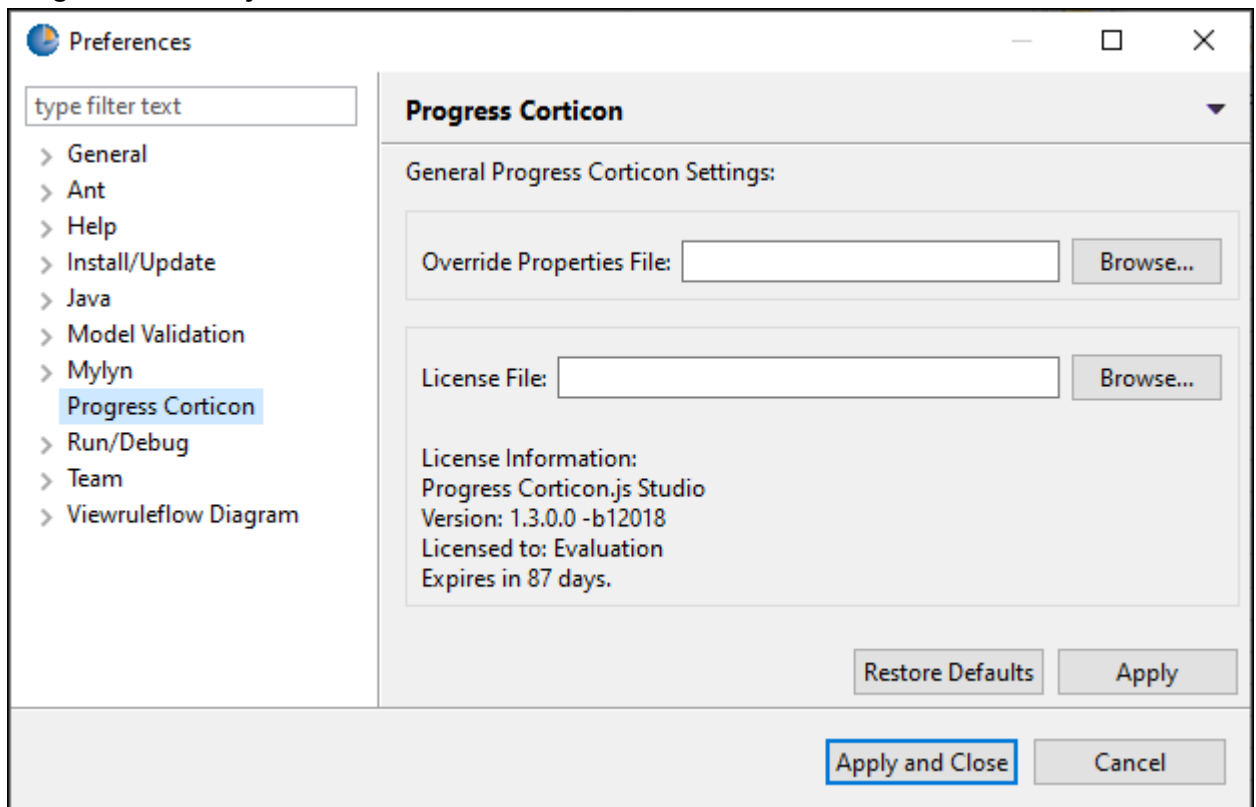 Preferences
type filter text
General
Ant
Help
Install/Update
Java
Model Validation
Mylyn
Progress Corticon
Run/Debug
Team
Viewruleflow Diagram
Progress Corticon
General Progress Corticon Settings:
Override Properties File:
Browse...
License File:
Browse...
License Information:
Progress Corticon.js Studio
Version: 1.3.0.0 -b12018
Licensed to: Evaluation
Expires in 87 days.
Restore Defaults
Apply
Apply and Close
Cancel